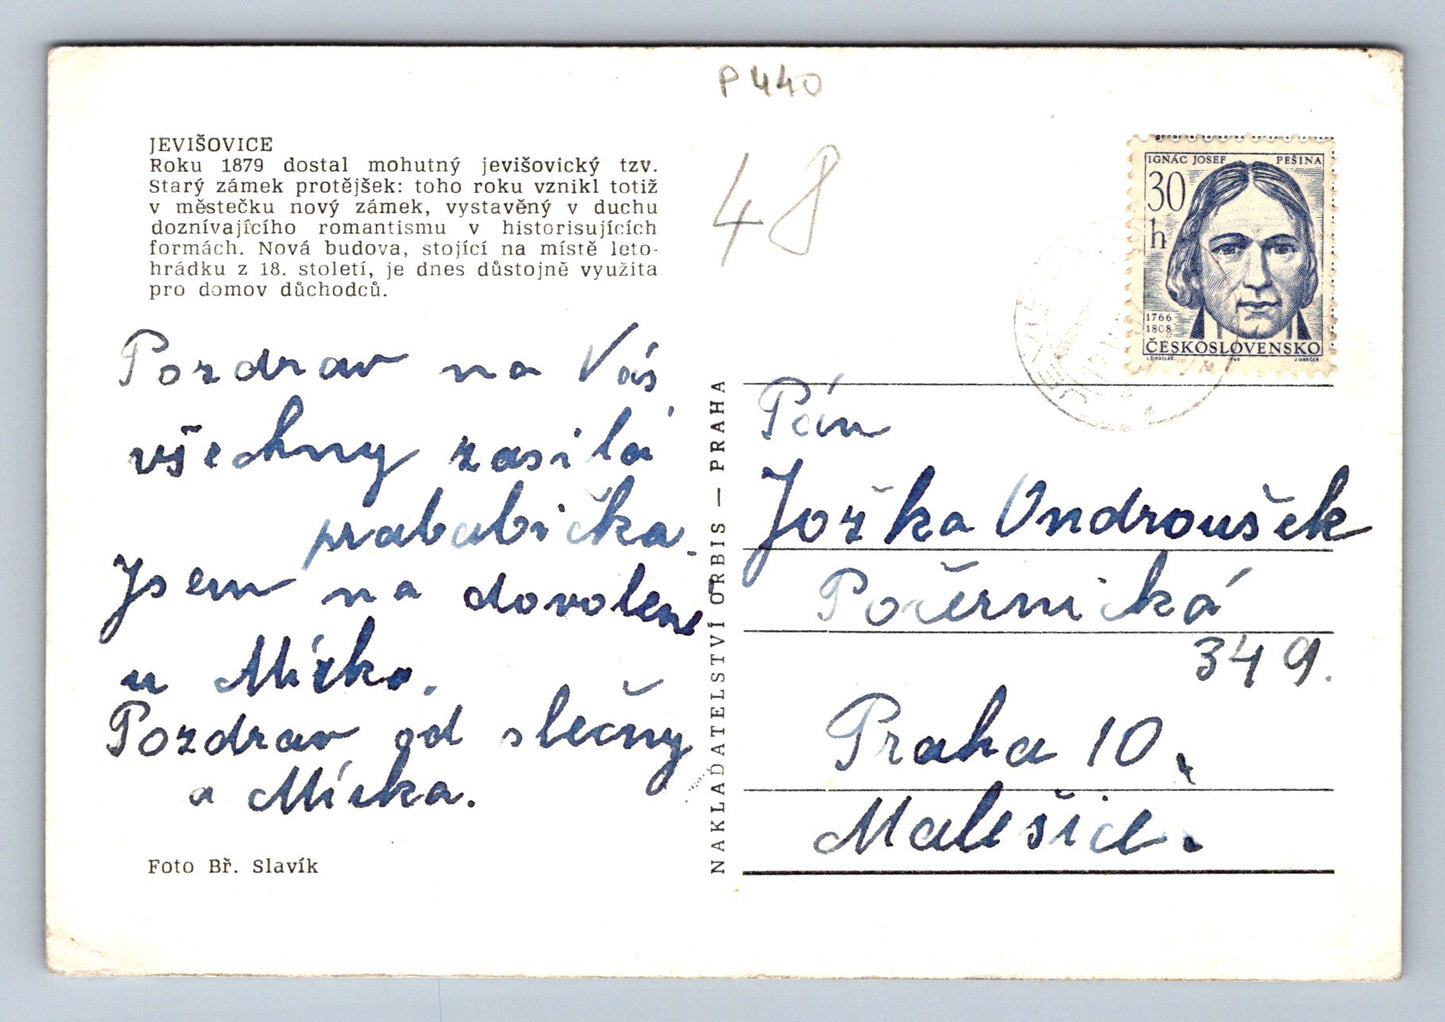 P 440
48
JEVIŠOVICE
Roku 1879 dostal mohutný jevišovický tzv.
Starý zámek protějšek: toho roku vznikl totiž
v městečku nový zámek, vystavěný v duchu
doznívajícího romantismu v historisujících
formách. Nová budova, stojící na místě leto-
hrádku z 18. století, je dnes důstojně využita
pro domov důchodců.
Pozdrav na Vás
všechny zasílá
prababička.
Jsem na dovolené
u Mirka.
Pozdrav od slečny
a Mirka.
Foto Bř. Slavík
NAKLADATELSTVÍ ORBIS — PRAHA
IGNÁC JOSEF PEŠINA
30
h
1766
1808
ČESKOSLOVENSKO
Pán
Jožka Ondroušek
Počernická
349.
Praha 10.
Malešice.